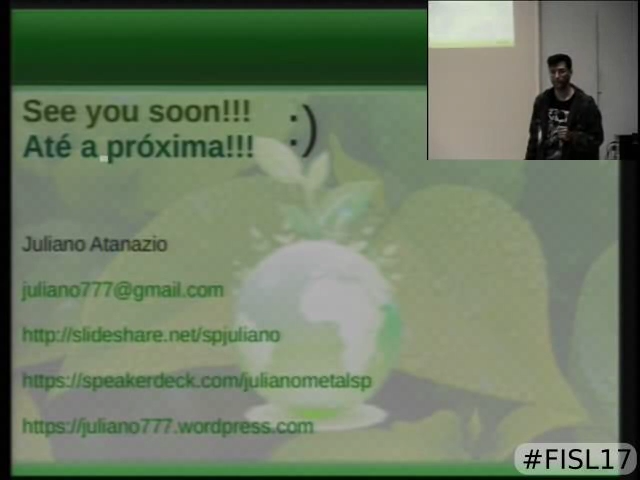 See you soon!!!
Até a próxima!!!
:)
Juliano Atanazio
juliano777@gmail.com
http://slideshare.net/spjuliano
https://speakerdeck.com/julianometalsp
https://juliano777.wordpress.com
#FISL17